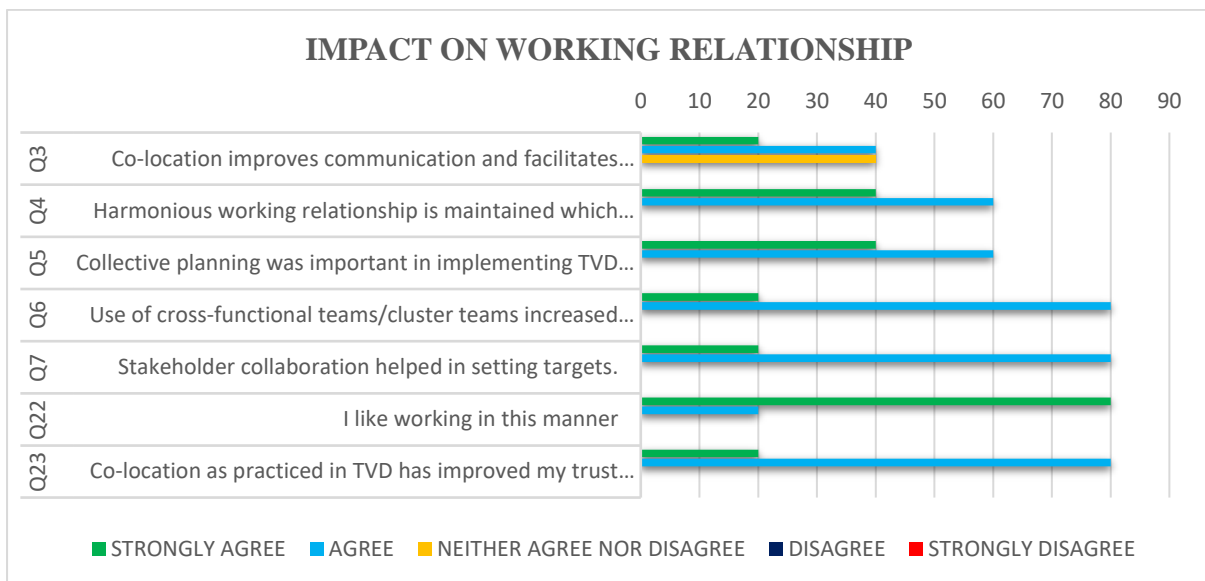 IMPACT ON WORKING RELATIONSHIP
0 10 20 30 40 50 60 70 80 90
Q3 Co-location improves communication and facilitates...
Q4 Harmonious working relationship is maintained which...
Q5 Collective planning was important in implementing TVD...
Q6 Use of cross-functional teams/cluster teams increased...
Q7 Stakeholder collaboration helped in setting targets.
Q22 I like working in this manner
Q23 Co-location as practiced in TVD has improved my trust...
STRONGLY AGREE AGREE NEITHER AGREE NOR DISAGREE DISAGREE STRONGLY DISAGREE